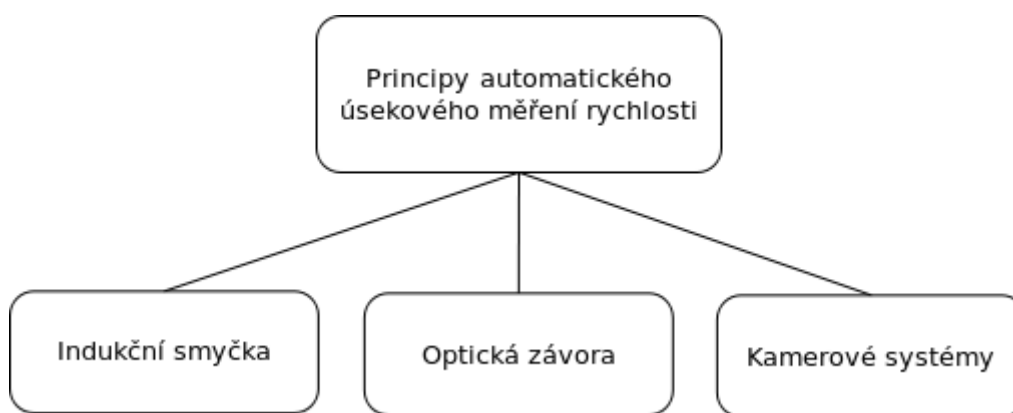 Principy automatického
úsekového měření rychlosti
Indukční smyčka
Optická závora
Kamerové systémy